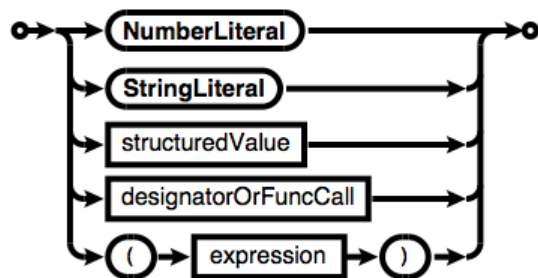 NumberLiteral
StringLiteral
structuredValue
designatorOrFuncCall
( expression )